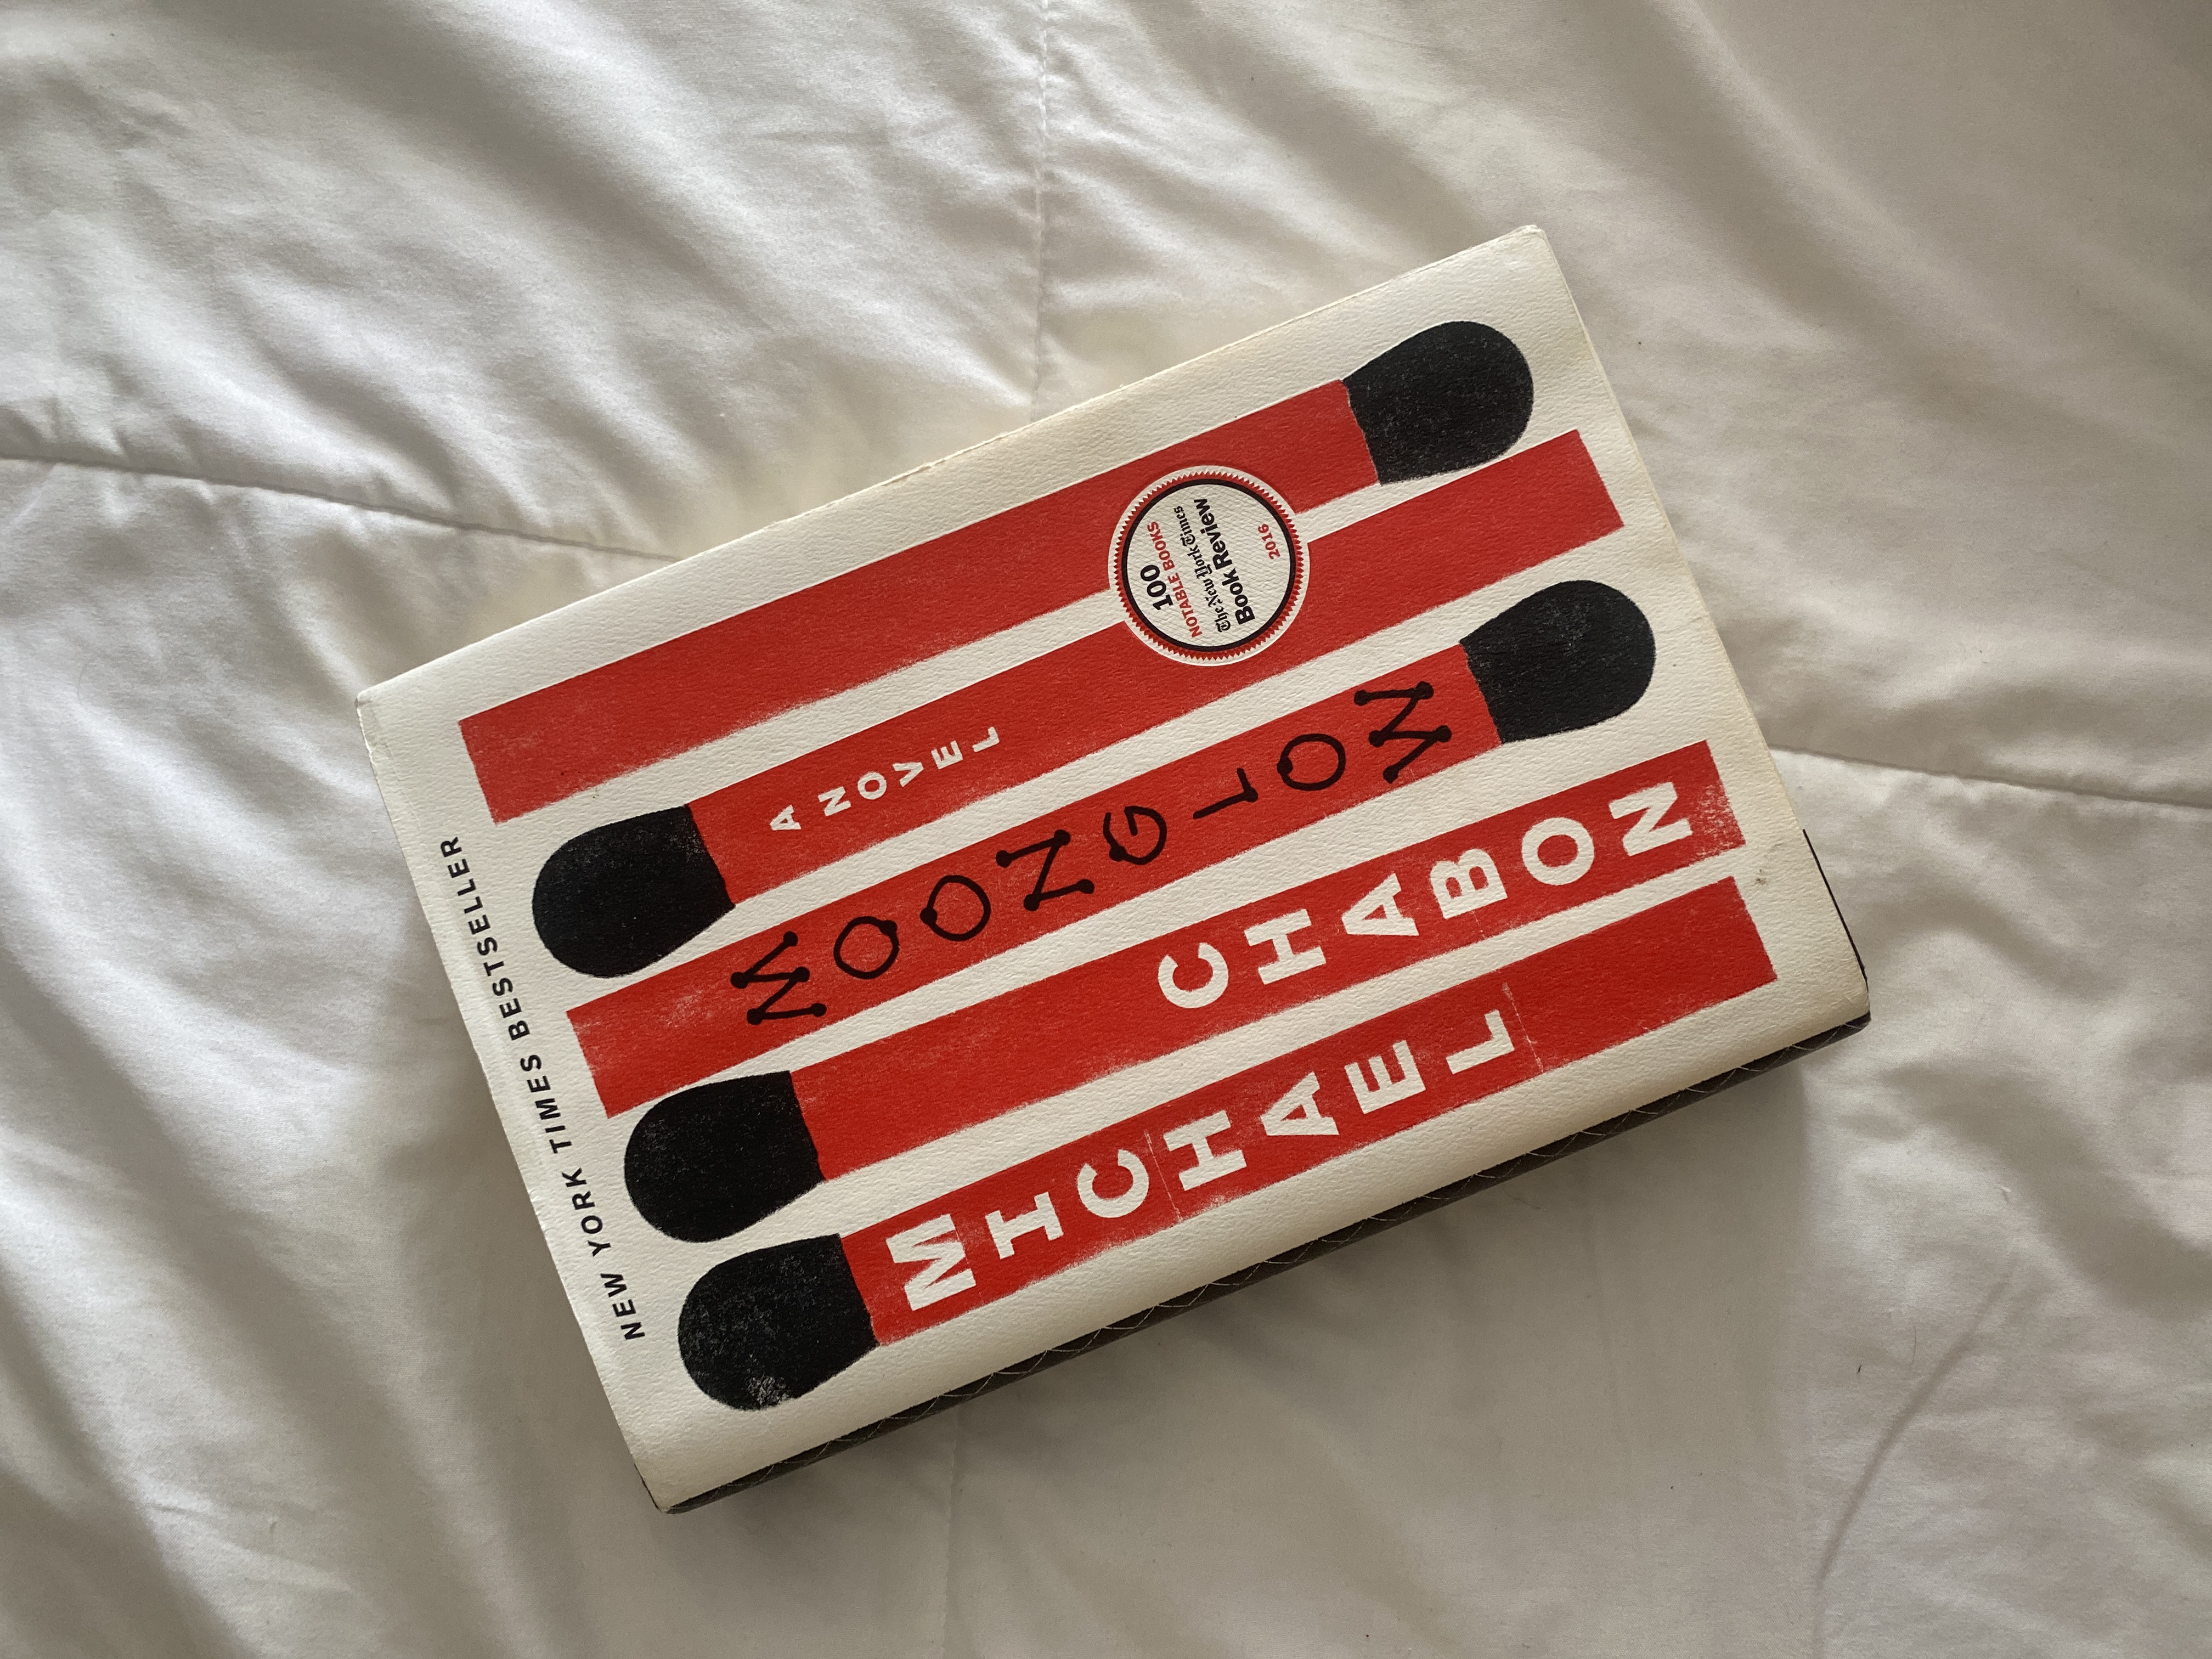 NEW YORK TIMES BESTSELLER
MICHAEL
CHABON
MOONGLOW
A NOVEL
100
NOTABLE BOOKS
The New York Times
Book Review
2016